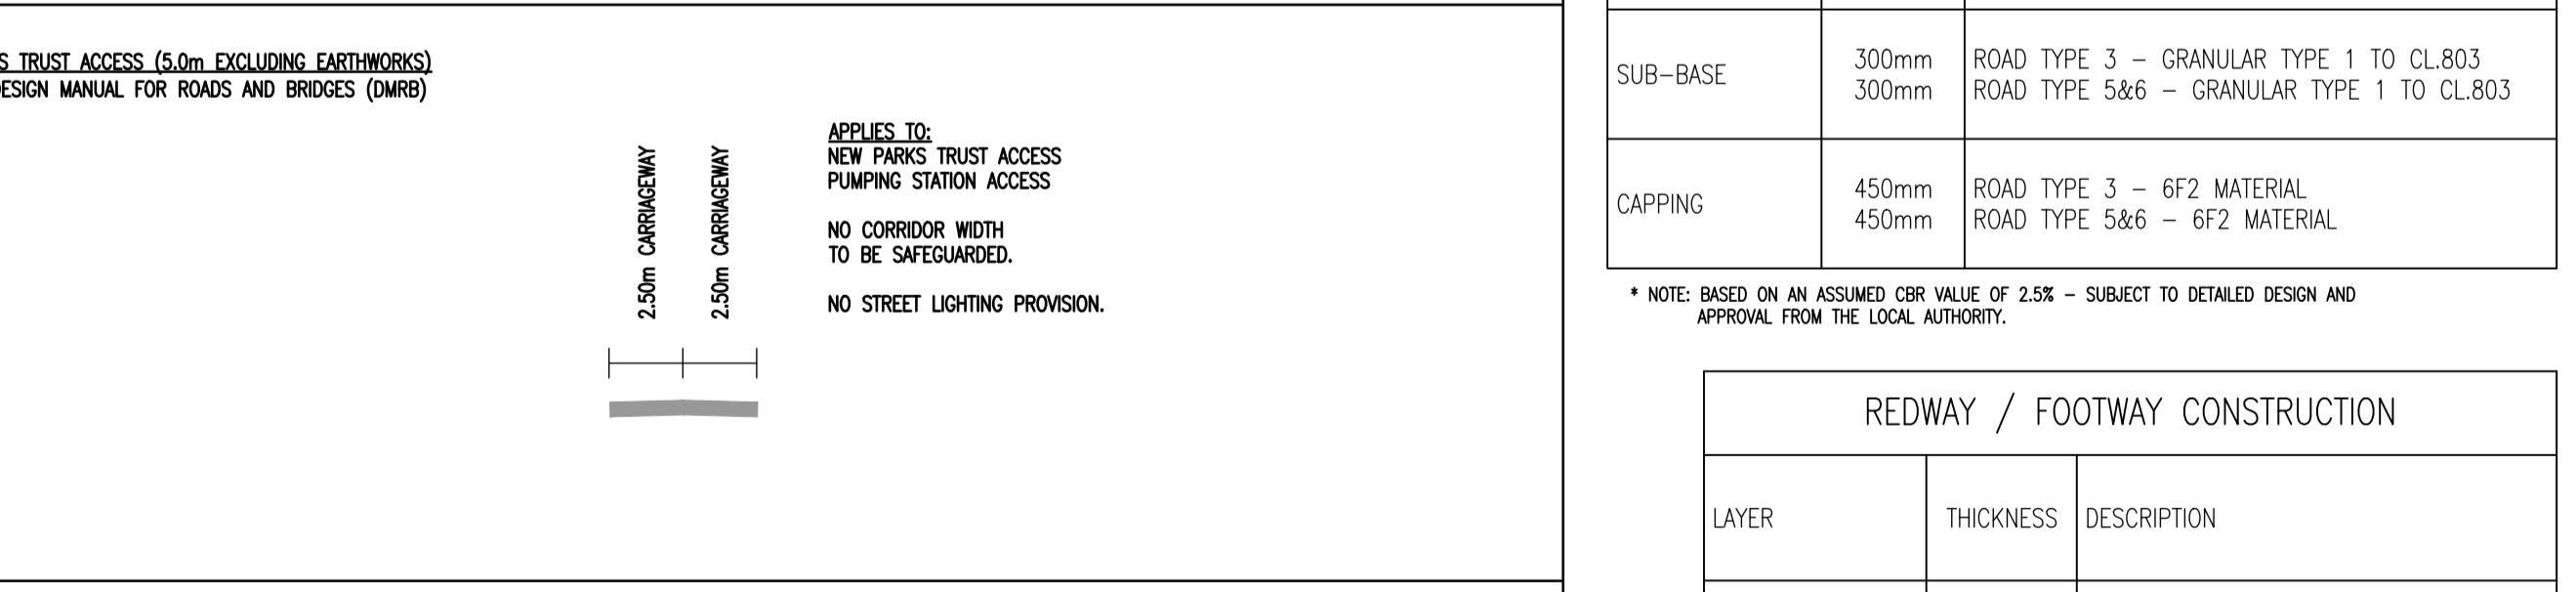 S TRUST ACCESS (5.0m EXCLUDING EARTHWORKS)
DESIGN MANUAL FOR ROADS AND BRIDGES (DMRB)
2.50m CARRIAGEWAY
2.50m CARRIAGEWAY
APPLIES TO:
NEW PARKS TRUST ACCESS
PUMPING STATION ACCESS
NO CORRIDOR WIDTH
TO BE SAFEGUARDED.
NO STREET LIGHTING PROVISION.
SUB-BASE
300mm ROAD TYPE 3 - GRANULAR TYPE 1 TO CL.803
300mm ROAD TYPE 5&6 - GRANULAR TYPE 1 TO CL.803
CAPPING
450mm ROAD TYPE 3 - 6F2 MATERIAL
450mm ROAD TYPE 5&6 - 6F2 MATERIAL
* NOTE: BASED ON AN ASSUMED CBR VALUE OF 2.5% - SUBJECT TO DETAILED DESIGN AND
APPROVAL FROM THE LOCAL AUTHORITY.
REDWAY / FOOTWAY CONSTRUCTION
LAYER THICKNESS DESCRIPTION